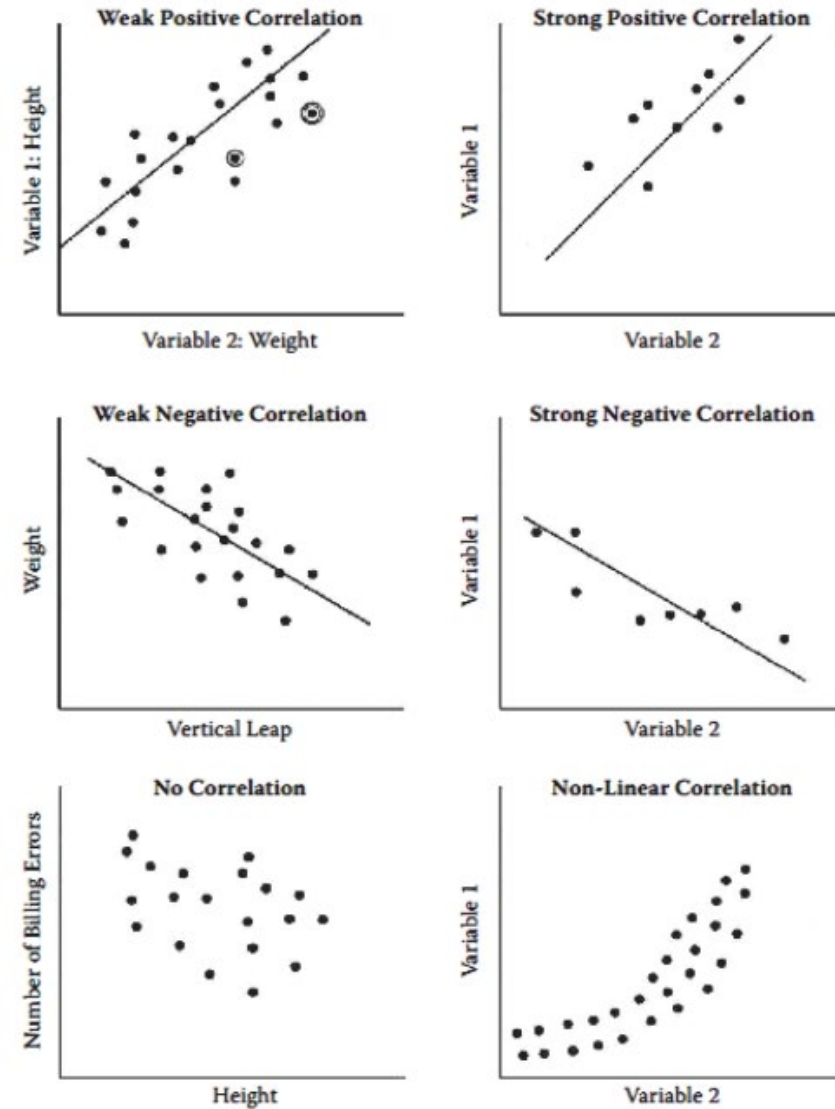 Weak Positive Correlation
Variable 1: Height
Variable 2: Weight
Strong Positive Correlation
Variable 1
Variable 2
Weak Negative Correlation
Weight
Vertical Leap
Strong Negative Correlation
Variable 1
Variable 2
No Correlation
Number of Billing Errors
Height
Non-Linear Correlation
Variable 1
Variable 2